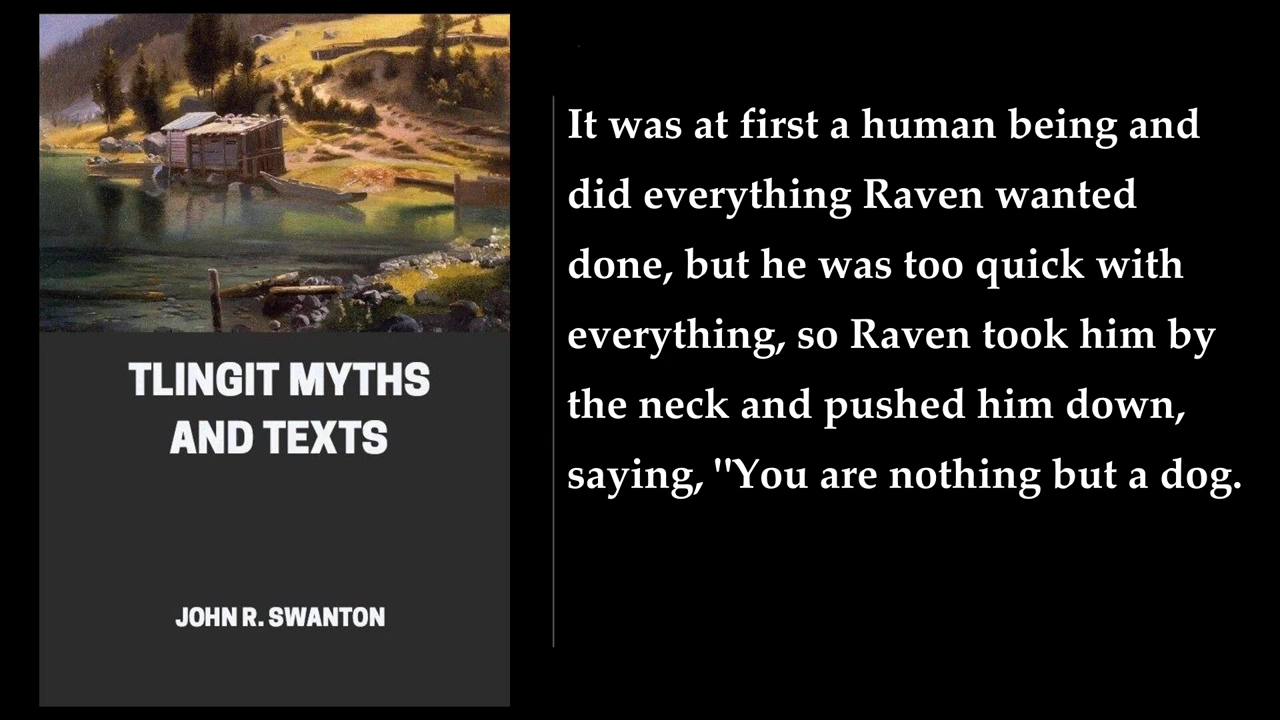 TLINGIT MYTHS
AND TEXTS
JOHN R. SWANTON
It was at first a human being and
did everything Raven wanted
done, but he was too quick with
everything, so Raven took him by
the neck and pushed him down,
saying, "You are nothing but a dog.